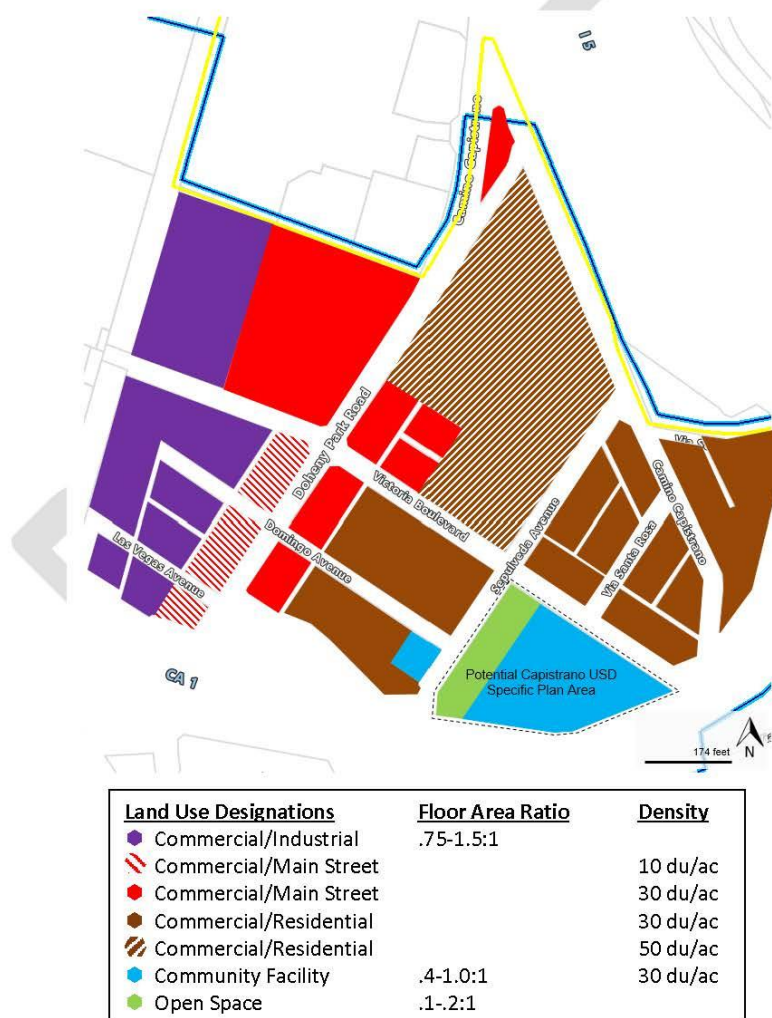 I 5
Camino Capistrano
Doheny Park Road
Victoria Boulevard
Sepulveda Avenue
Via S
Camino Capistrano
Via Santa Rosa
Domingo Avenue
Las Vegas Avenue
CA 1
Potential Capistrano USD
Specific Plan Area
174 feet
N
Land Use Designations Floor Area Ratio Density
Commercial/Industrial .75-1.5:1
Commercial/Main Street 10 du/ac
Commercial/Main Street 30 du/ac
Commercial/Residential 30 du/ac
Commercial/Residential 50 du/ac
Community Facility .4-1.0:1 30 du/ac
Open Space .1-.2:1